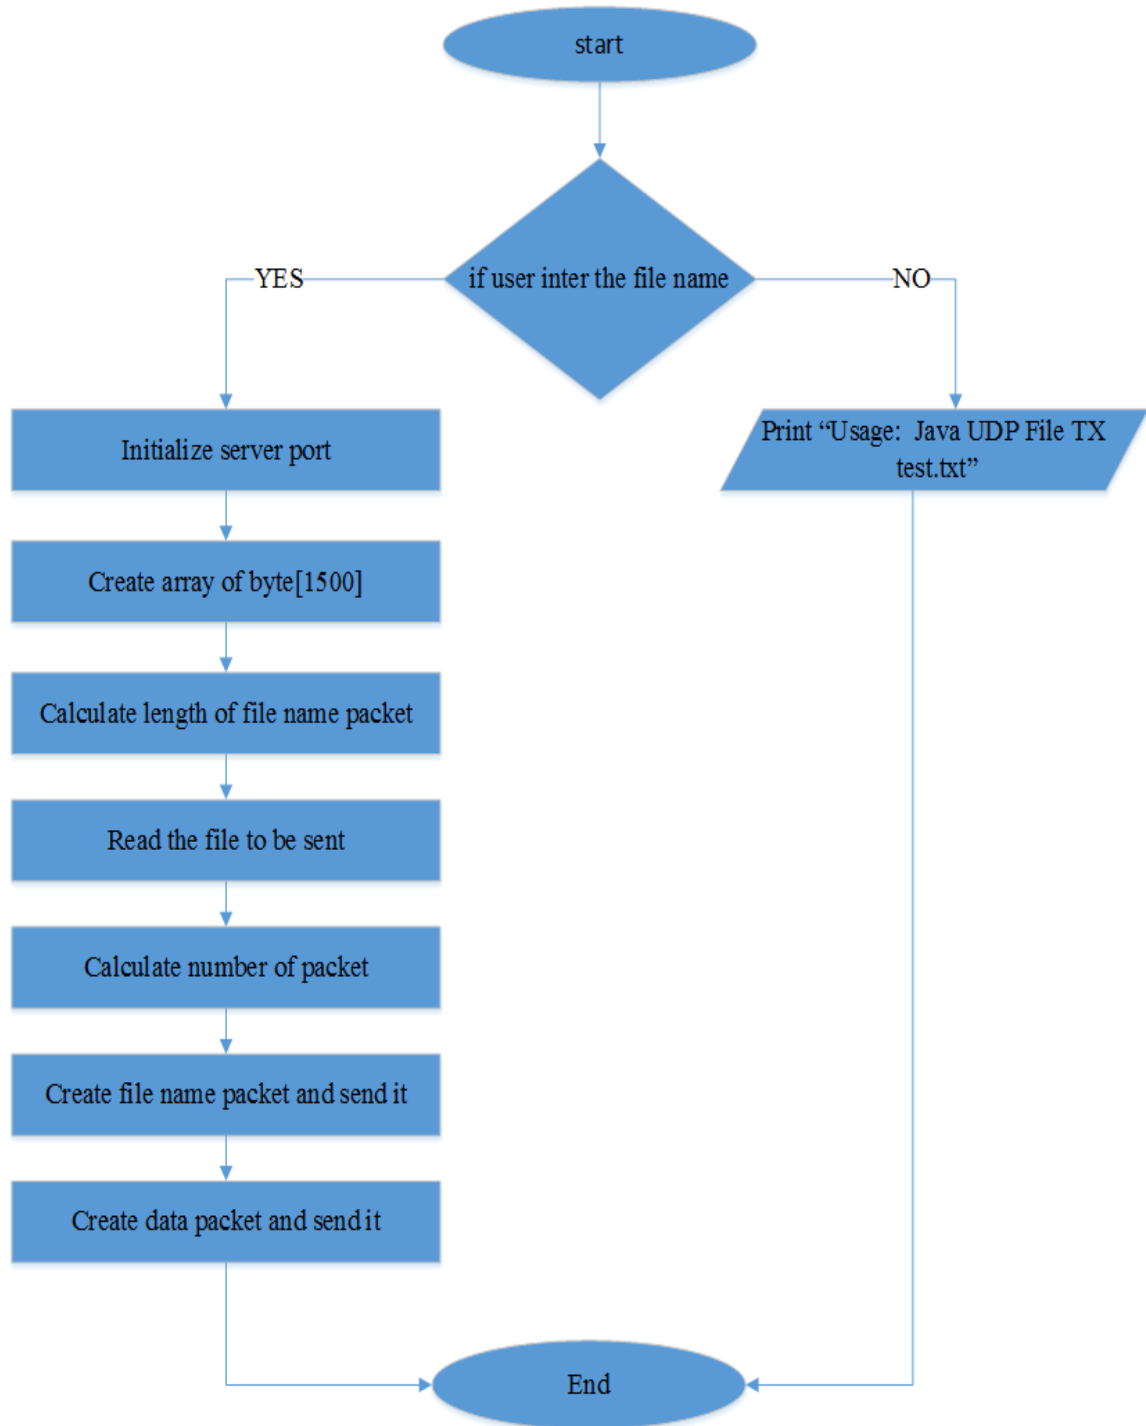 start
if user inter the file name
YES
NO
Initialize server port
Print “Usage:  Java UDP File TX
test.txt”
Create array of byte[1500]
Calculate length of file name packet
Read the file to be sent
Calculate number of packet
Create file name packet and send it
Create data packet and send it
End